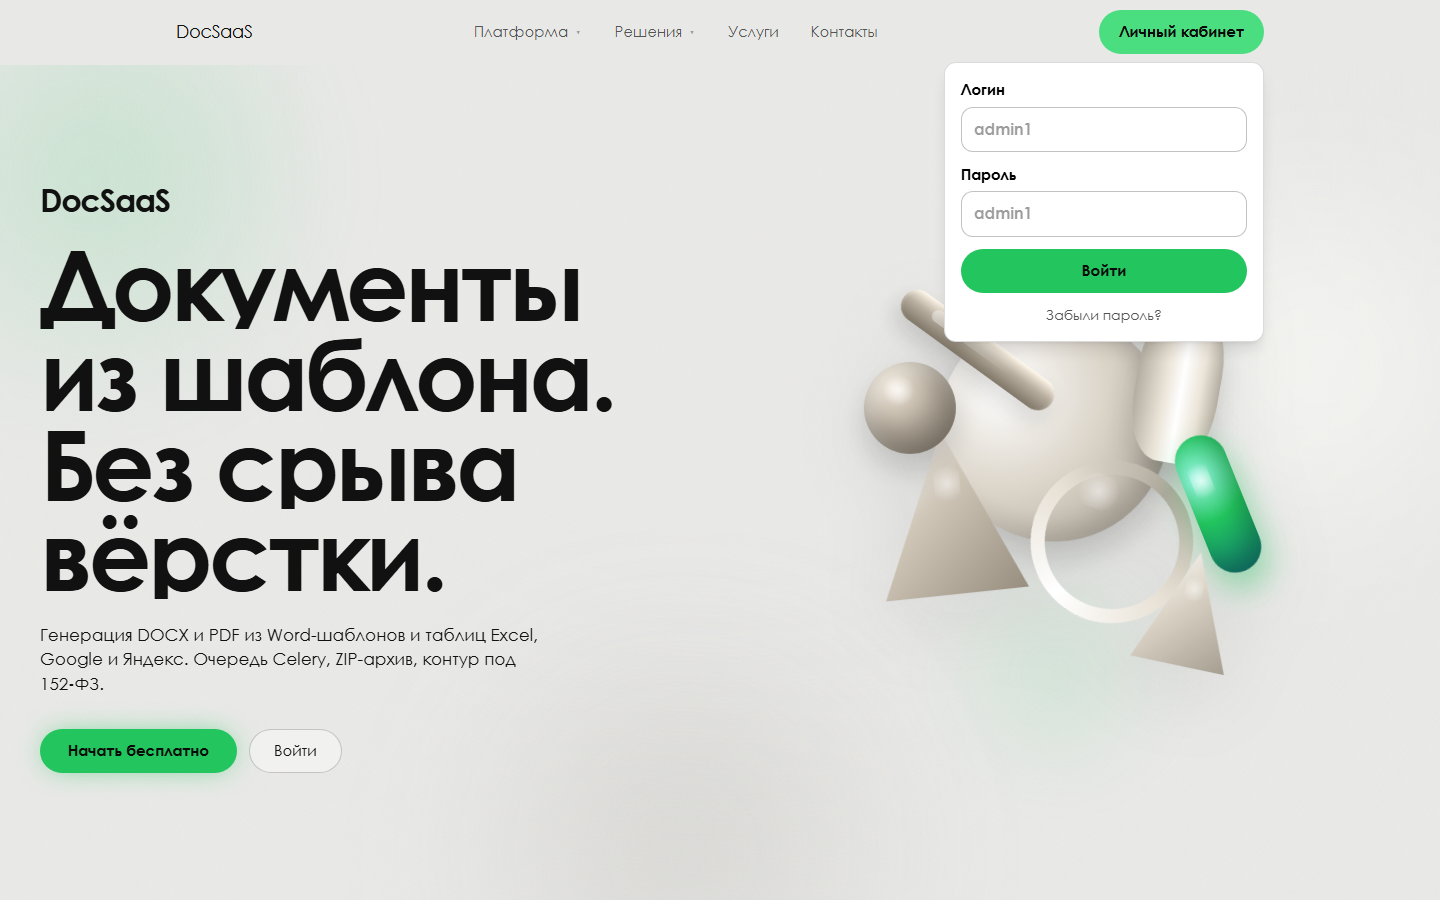 DocSaaS
Платформа
Решения
Услуги
Контакты
Личный кабинет
Логин
admin1
Пароль
admin1
Войти
Забыли пароль?
DocSaaS
Документы
из шаблона.
Без срыва
вёрстки.
Генерация DOCX и PDF из Word-шаблонов и таблиц Excel,
Google и Яндекс. Очередь Celery, ZIP-архив, контур под
152-ФЗ.
Начать бесплатно
Войти